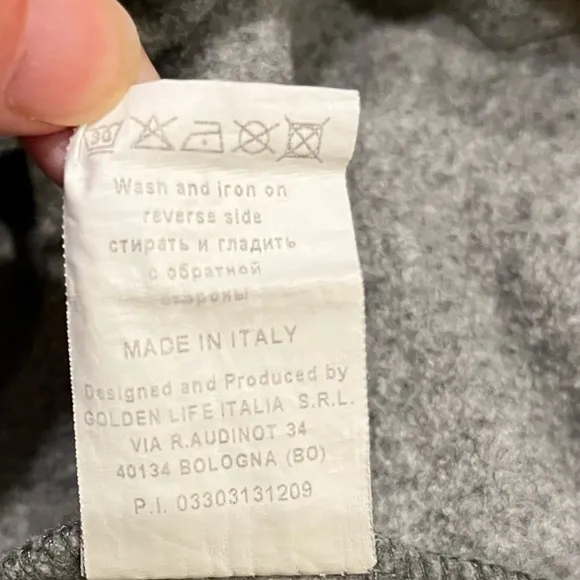 30
Wash and iron on
reverse side
стирать и гладить
с обратной
стороны
MADE IN ITALY
Designed and Produced by
GOLDEN LIFE ITALIA S.R.L.
VIA R.AUDINOT 34
40134 BOLOGNA (BO)
P.I. 03303131209